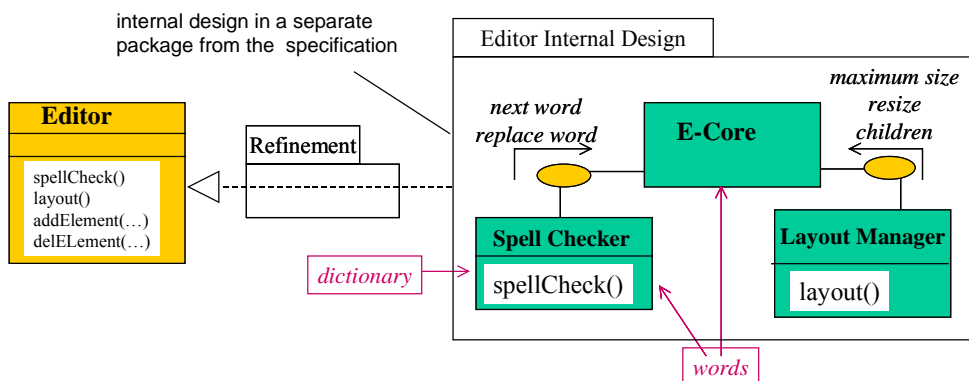 internal design in a separate
package from the  specification
Editor Internal Design
Editor
spellCheck()
layout()
addElement(…)
delELement(…)
Refinement
next word
replace word
E-Core
maximum size
resize
children
Spell Checker
spellCheck()
Layout Manager
layout()
dictionary
words